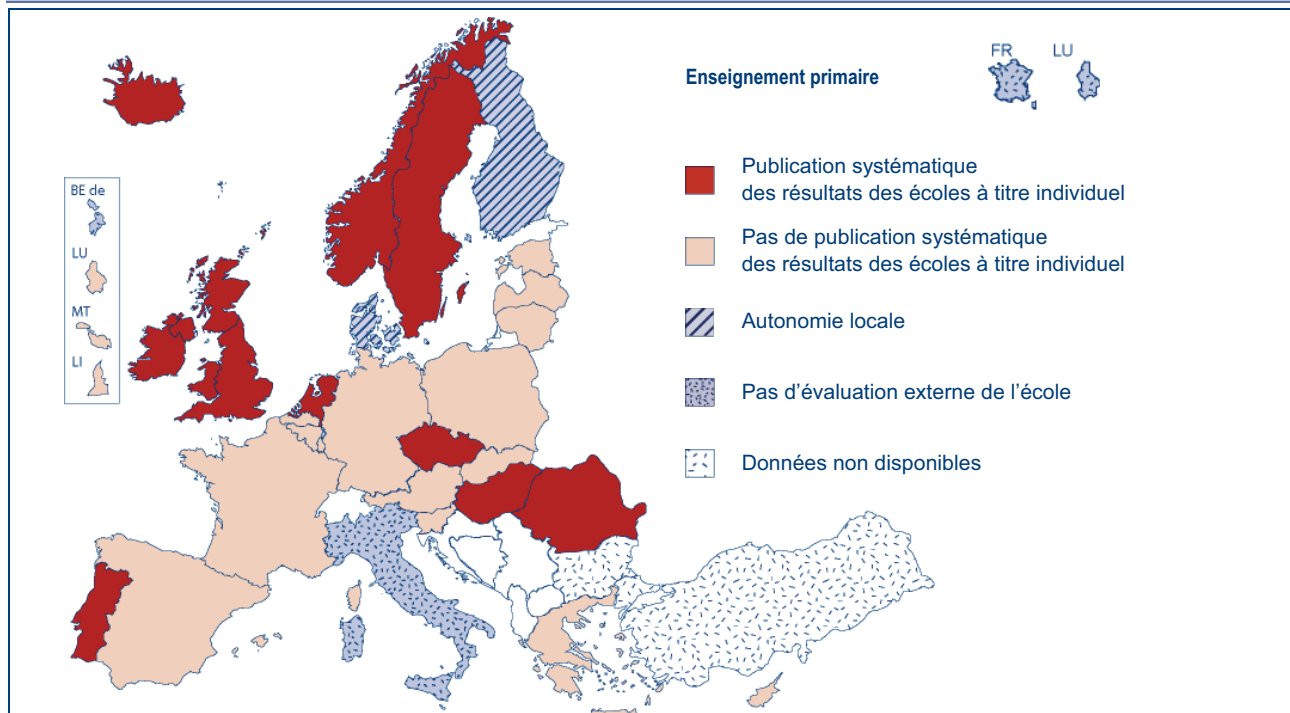 Enseignement primaire
FR
LU
Publication systématique
des résultats des écoles à titre individuel
Pas de publication systématique
des résultats des écoles à titre individuel
Autonomie locale
Pas d'évaluation externe de l'école
Données non disponibles
BE de
LU
MT
LI